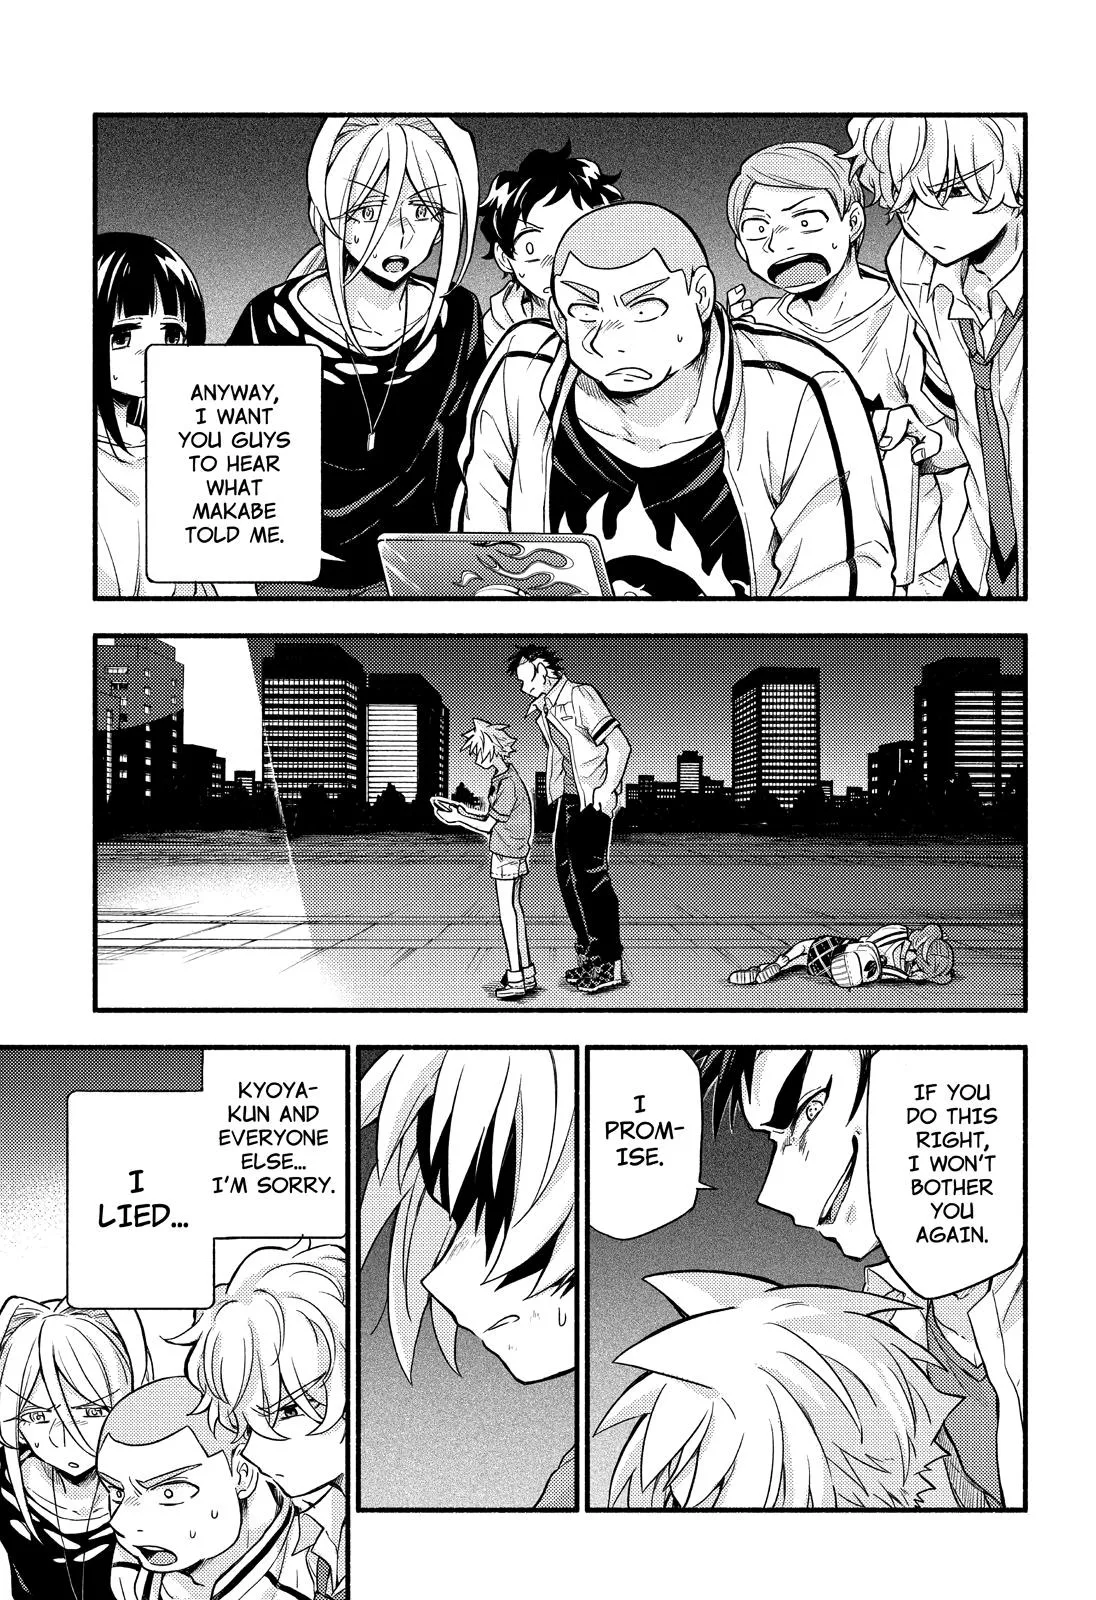 ANYWAY,
I WANT
YOU GUYS
TO HEAR
WHAT
MAKABE
TOLD ME.
IF YOU
DO THIS
RIGHT,
I WON'T
BOTHER
YOU
AGAIN.
I
PROM-
ISE.
KYOYA-
KUN AND
EVERYONE
ELSE...
I'M SORRY.
I
LIED...